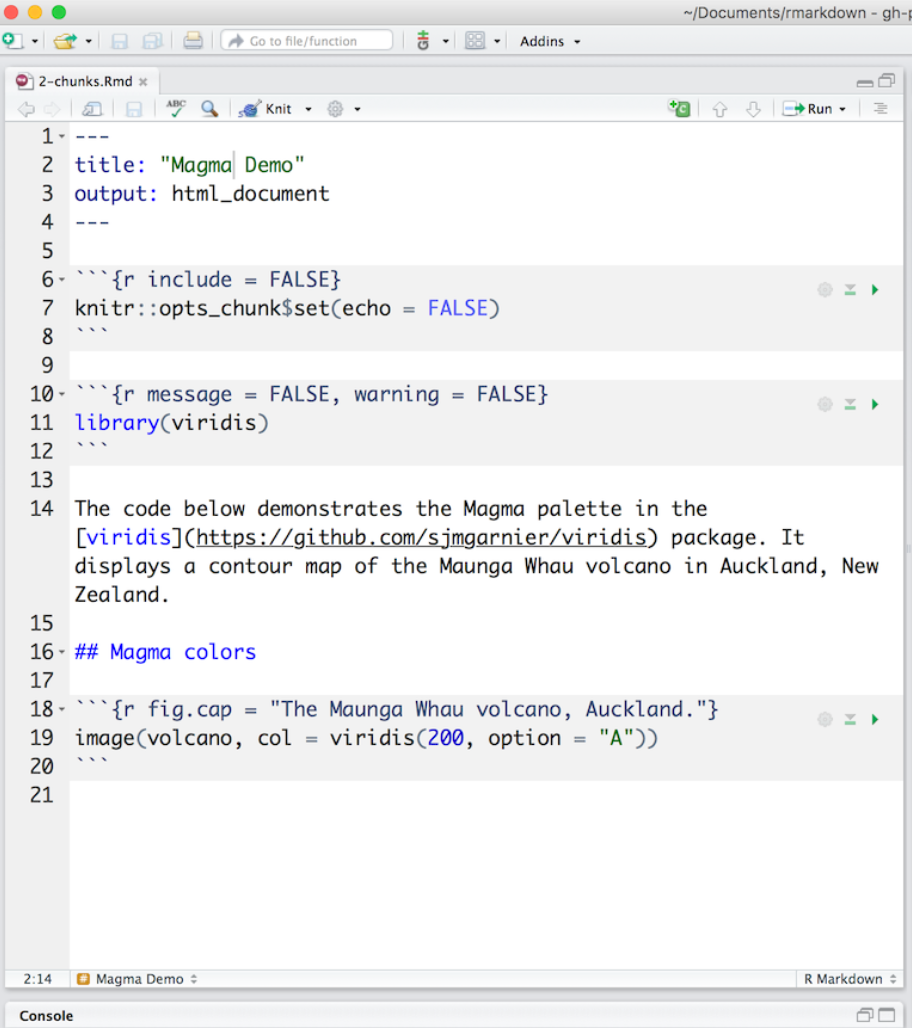 ~/Documents/rmarkdown - gh-p
Go to file/function
Addins
2-chunks.Rmd
ABC
Knit
Run
1 ---
2 title: "Magma Demo"
3 output: html_document
4 ---
5
6 ```{r include = FALSE}
7 knitr::opts_chunk$set(echo = FALSE)
8 ```
9
10 ```{r message = FALSE, warning = FALSE}
11 library(viridis)
12 ```
13
14 The code below demonstrates the Magma palette in the
[viridis](https://github.com/sjmgarnier/viridis) package. It
displays a contour map of the Maunga Whau volcano in Auckland, New
Zealand.
15
16 ## Magma colors
17
18 ```{r fig.cap = "The Maunga Whau volcano, Auckland."}
19 image(volcano, col = viridis(200, option = "A"))
20 ```
21
2:14 # Magma Demo R Markdown
Console